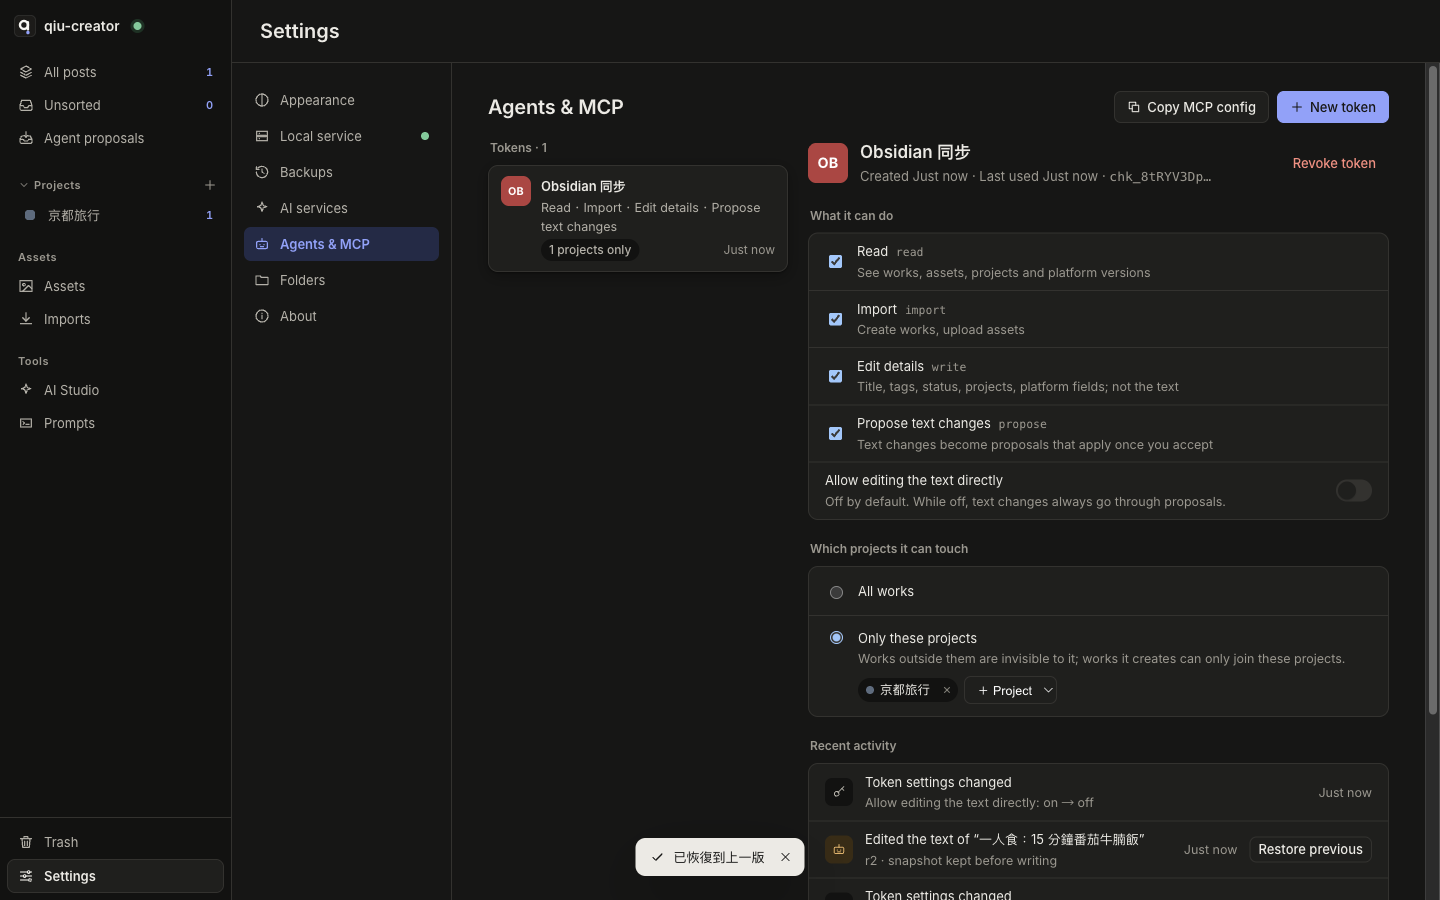 qiu-creator
All posts 1
Unsorted 0
Agent proposals
Projects
京都旅行 1
Assets
Assets
Imports
Tools
AI Studio
Prompts
Trash
Settings
Settings
Appearance
Local service
Backups
AI services
Agents & MCP
Folders
About
Agents & MCP
Copy MCP config
New token
Tokens · 1
OB
Obsidian 同步
Read · Import · Edit details · Propose
text changes
1 projects only
Just now
OB
Obsidian 同步
Created Just now · Last used Just now · chk_8tRYV3Dp…
Revoke token
What it can do
Read read
See works, assets, projects and platform versions
Import import
Create works, upload assets
Edit details write
Title, tags, status, projects, platform fields; not the text
Propose text changes propose
Text changes become proposals that apply once you accept
Allow editing the text directly
Off by default. While off, text changes always go through proposals.
Which projects it can touch
All works
Only these projects
Works outside them are invisible to it; works it creates can only join these projects.
京都旅行 ×
+ Project
Recent activity
Token settings changed
Allow editing the text directly: on → off
Just now
Edited the text of “一人食：15 分鐘番茄牛腩飯”
r2 · snapshot kept before writing
Just now
Restore previous
Token settings changed
已恢復到上一版